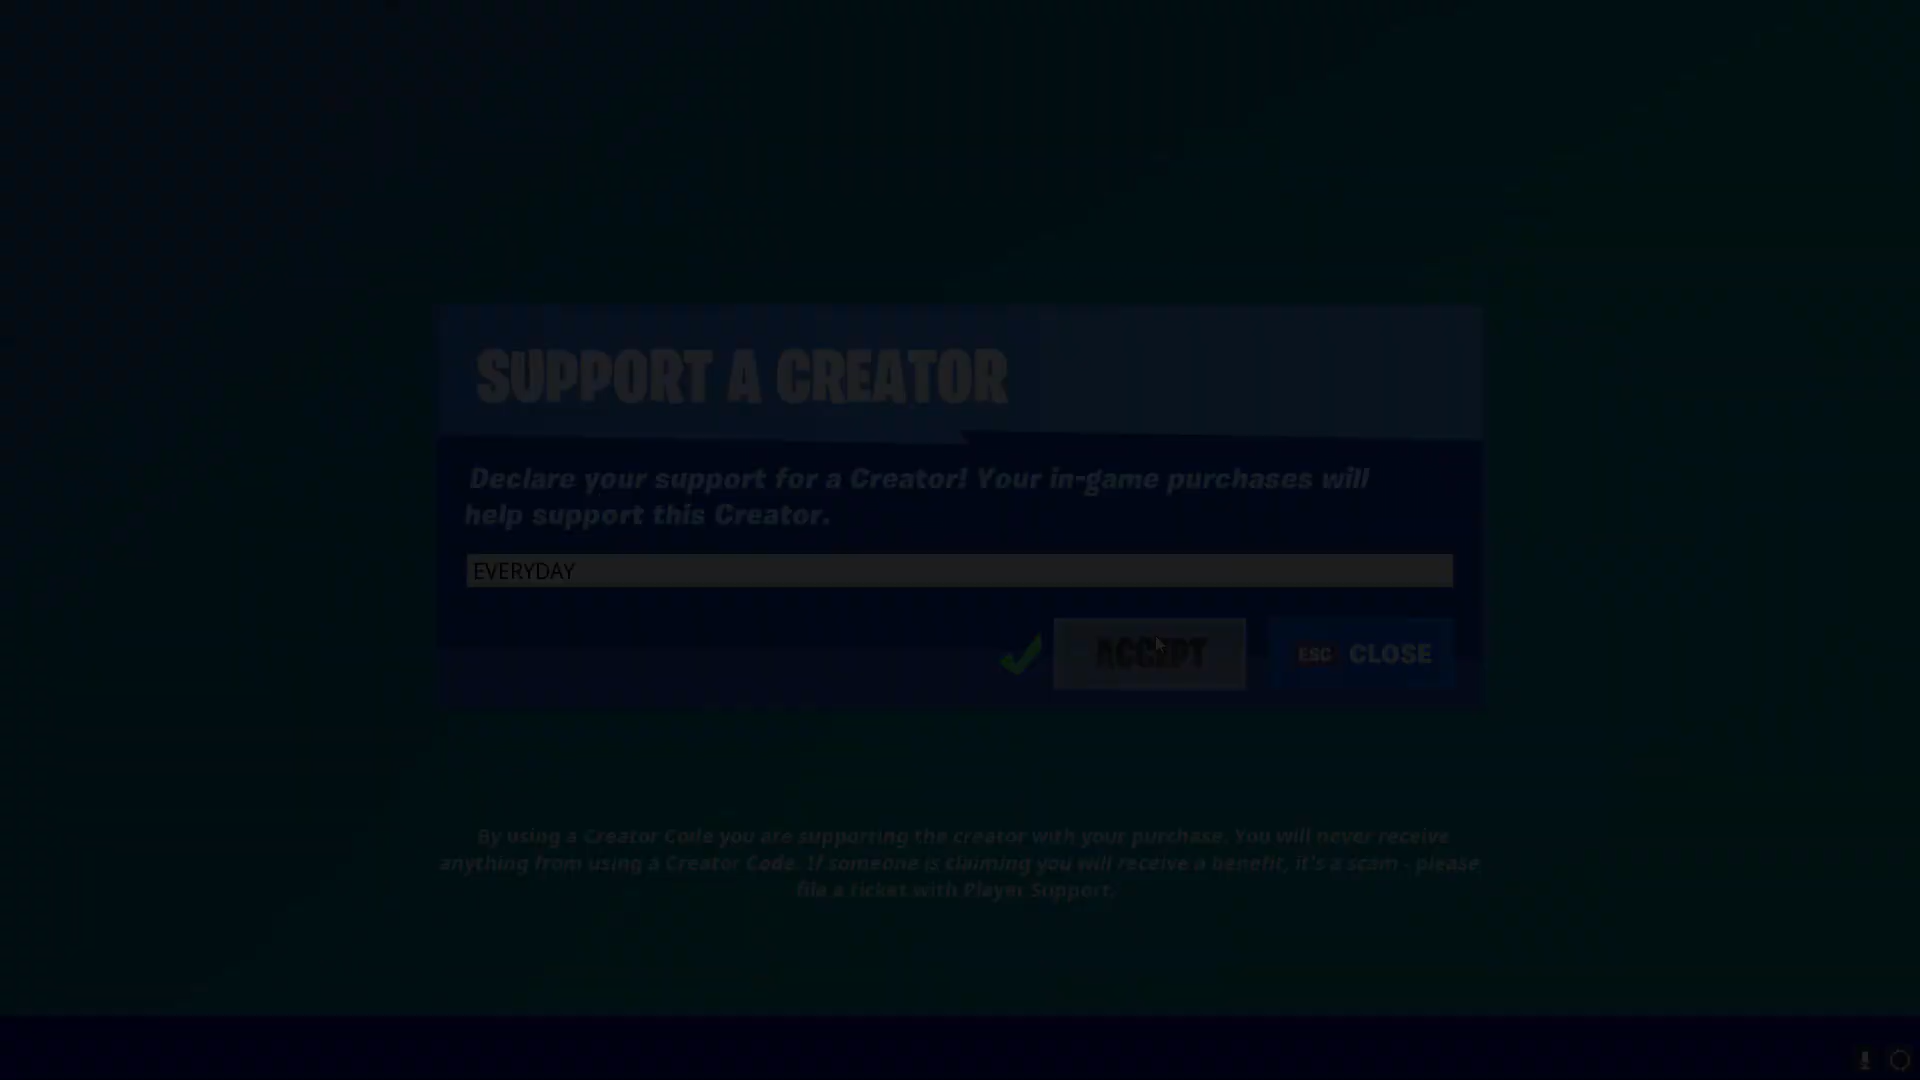 SUPPORT A CREATOR
Declare your support for a Creator! Your in-game purchases will
help support this Creator.
EVERYDAY
ACCEPT
ESC CLOSE
By using a Creator Code you are supporting the creator with your purchase. You will never receive
anything from using a Creator Code. If someone is claiming you will receive a benefit, it's a scam - please
file a ticket with Player Support.